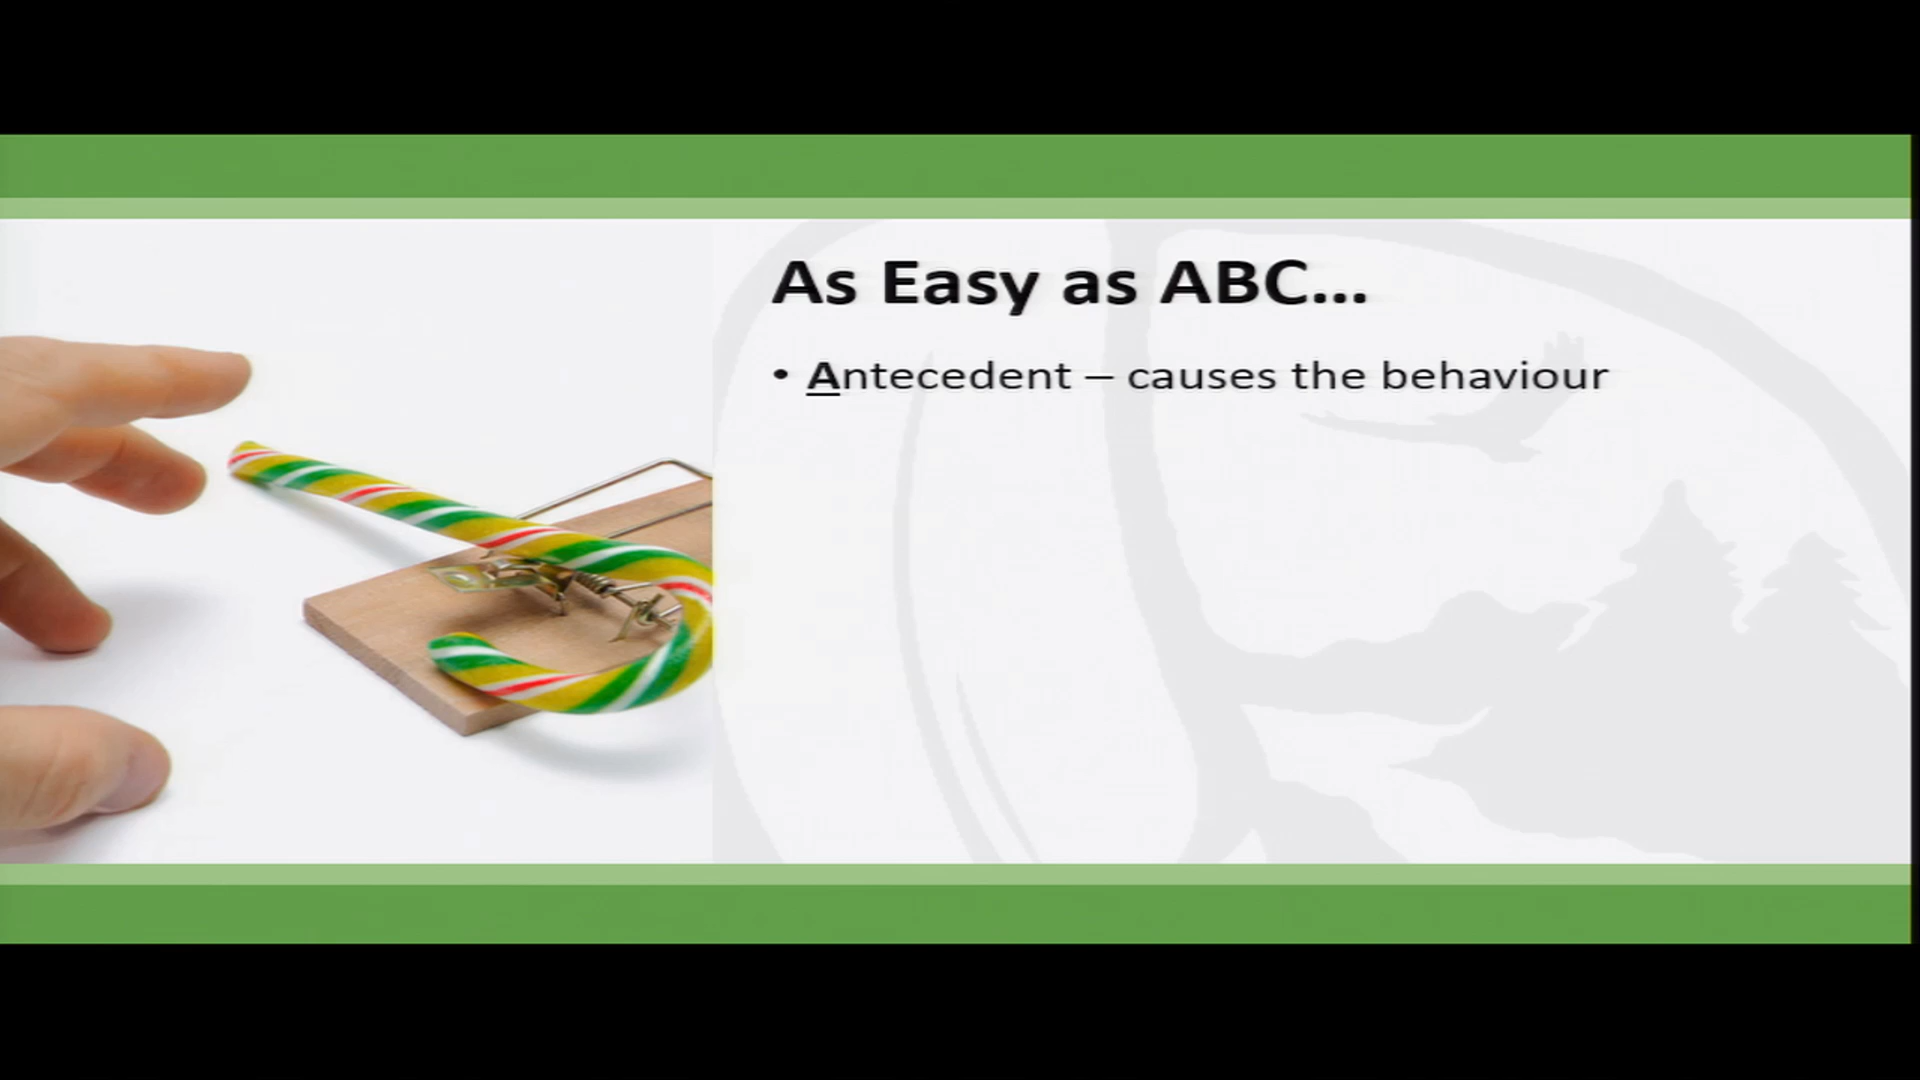 As Easy as ABC...
• Antecedent – causes the behaviour